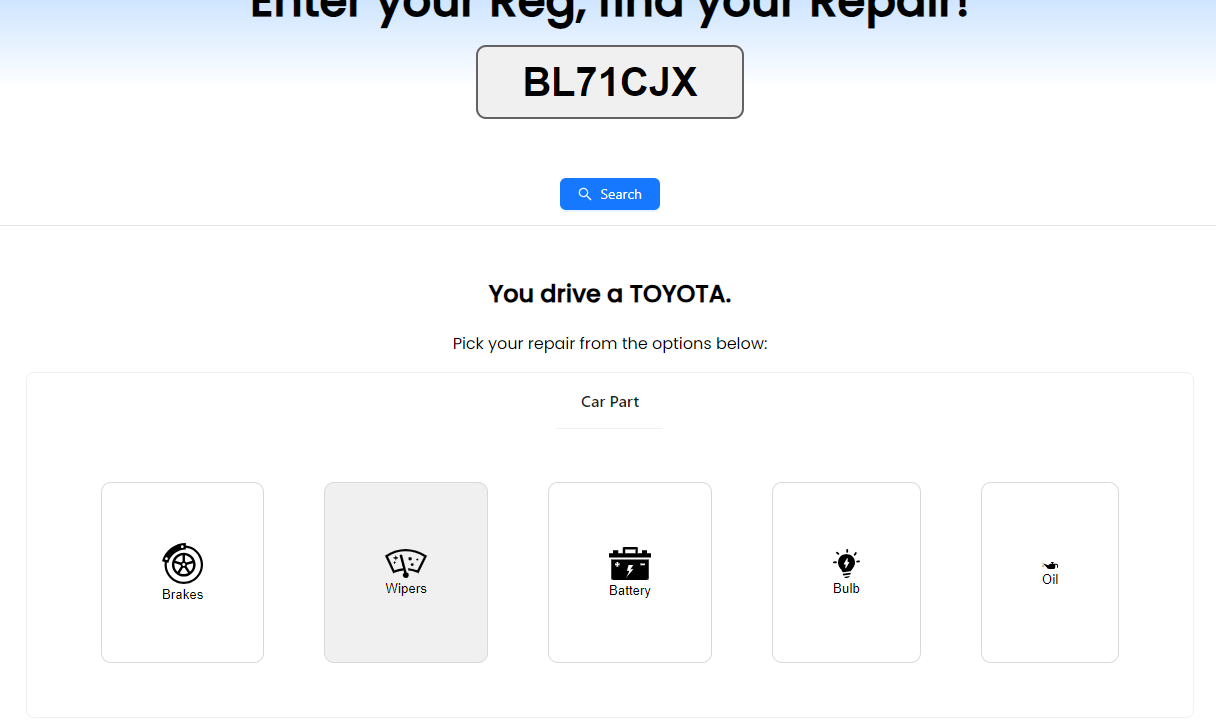 Enter your Reg, find your Repair!
BL71CJX
Search
You drive a TOYOTA.
Pick your repair from the options below:
Car Part
Brakes
Wipers
Battery
Bulb
Oil